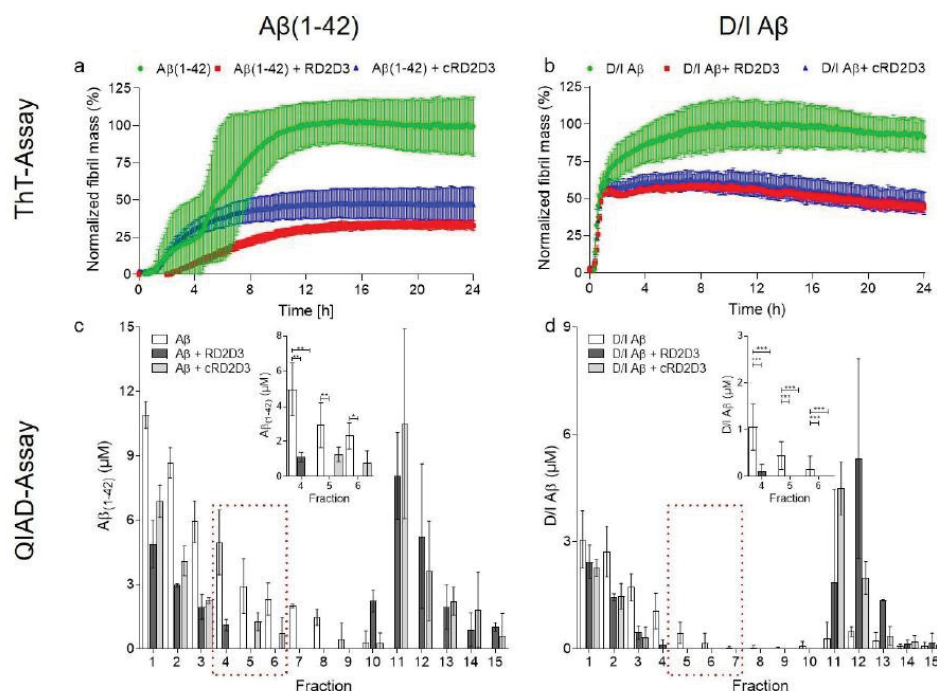 Aβ(1-42) D/I Aβ
ThT-Assay
a
Aβ(1-42) Aβ(1-42) + RD2D3 Aβ(1-42) + cRD2D3
Normalized fibril mass (%)
125
100
75
50
25
0
0 4 8 12 16 20 24
Time [h]
b
D/I Aβ D/I Aβ+ RD2D3 D/I Aβ+ cRD2D3
Normalized fibril mass (%)
125
100
75
50
25
0
0 4 8 12 16 20 24
Time (h)
QIAD-Assay
c
Aβ
Aβ + RD2D3
Aβ + cRD2D3
Aβ(1-42) (µM)
15
12
9
6
3
0
1 2 3 4 5 6 7 8 9 10 11 12 13 14 15
Fraction
Aβ(1-42) (µM)
8
6
4
2
0
** ** ** *
4 5 6
Fraction
d
D/I Aβ
D/I Aβ + RD2D3
D/I Aβ + cRD2D3
D/I Aβ (µM)
9
6
3
0
1 2 3 4 5 6 7 8 9 10 11 12 13 14 15
Fraction
D/I Aβ (µM)
3
2
1
0
*** *** *** *** *** ***
4 5 6
Fraction